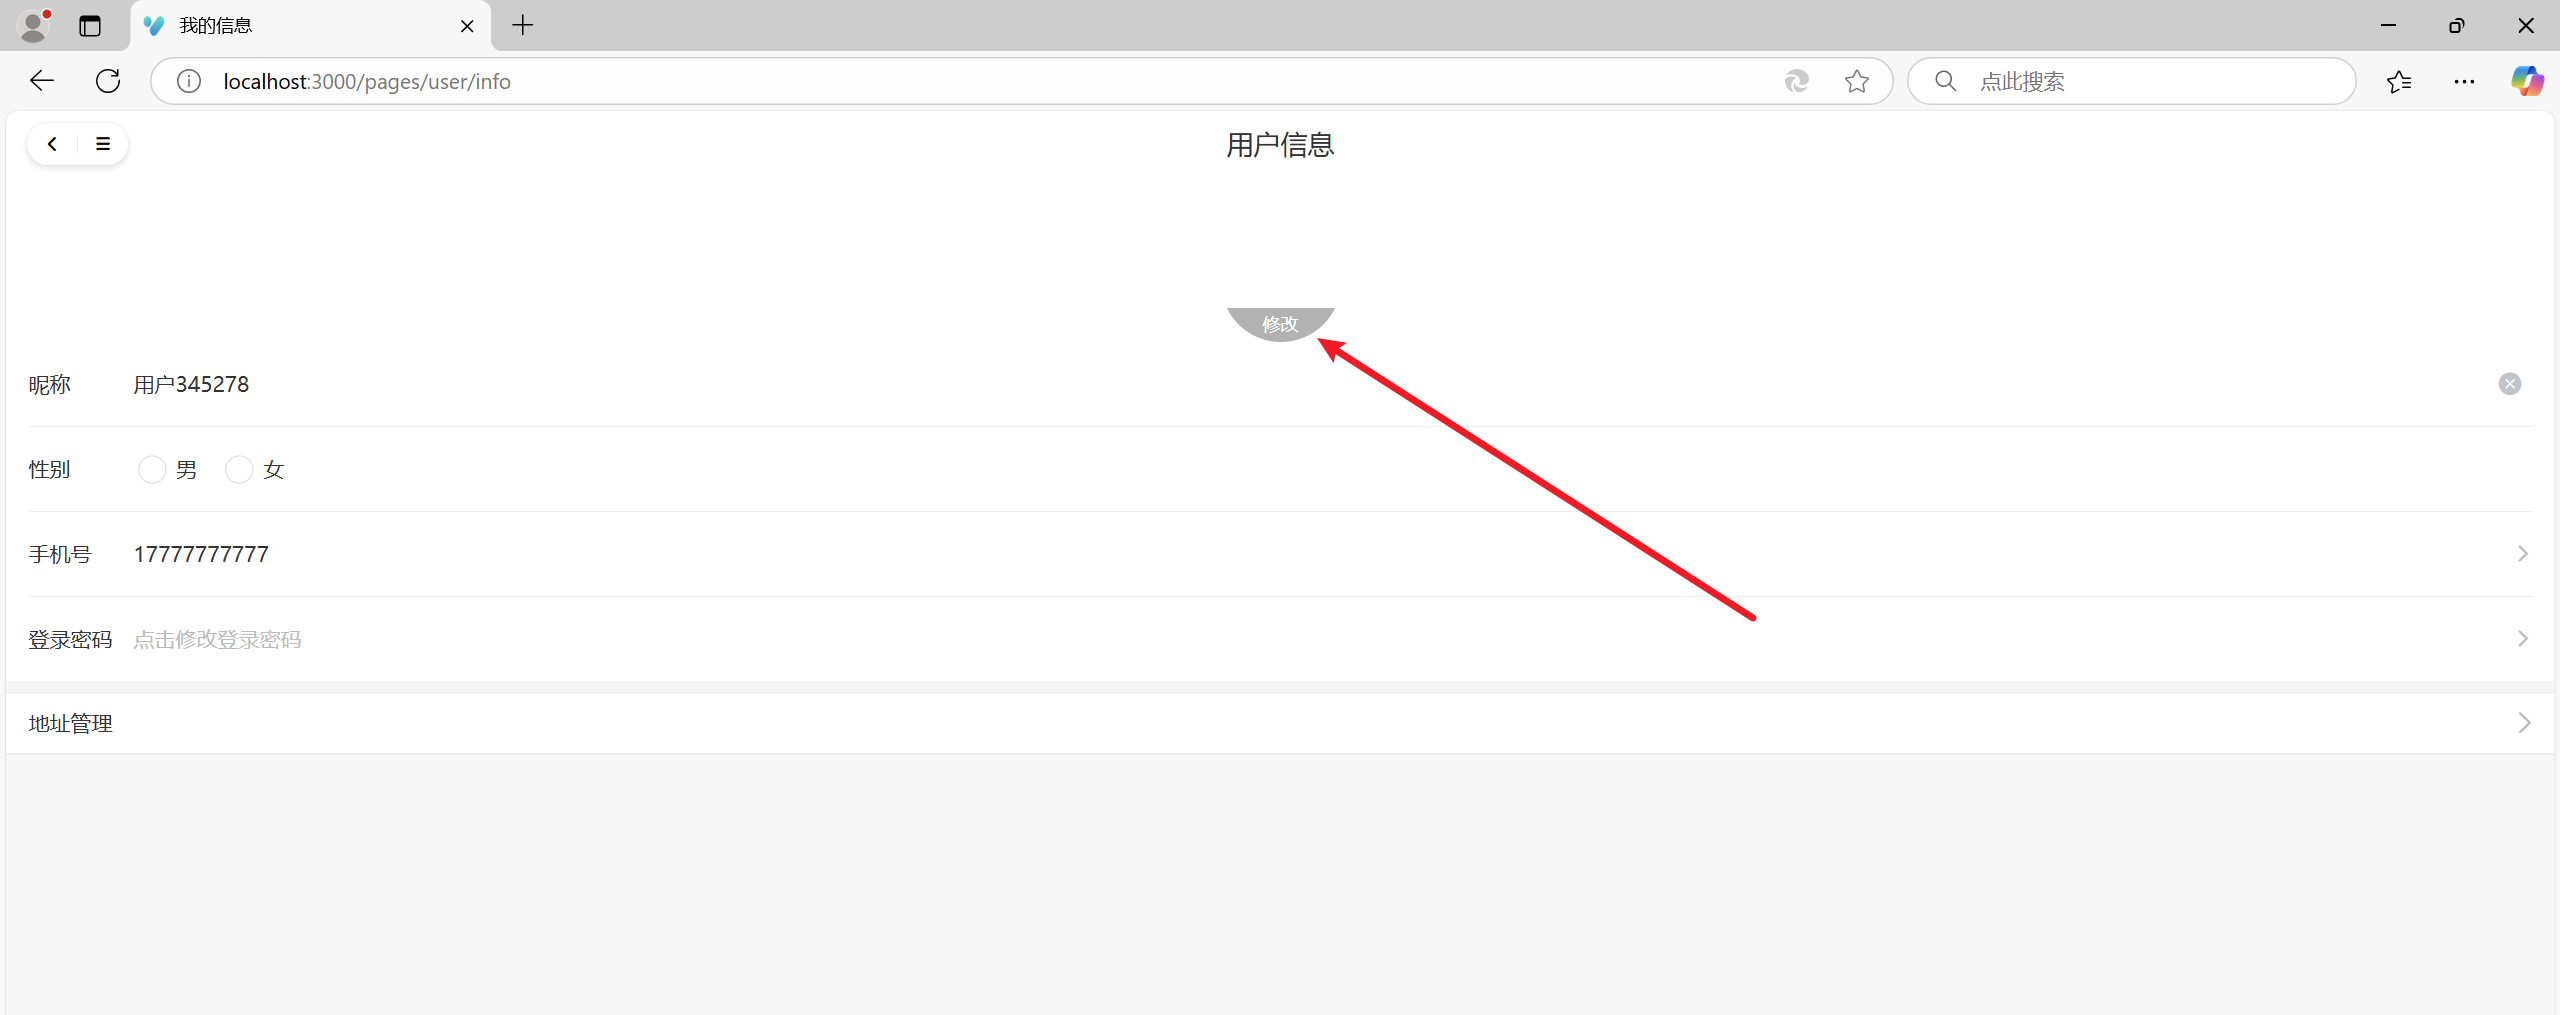 我的信息
localhost:3000/pages/user/info
点此搜索
用户信息
修改
昵称 用户345278
性别 男 女
手机号 17777777777
登录密码 点击修改登录密码
地址管理